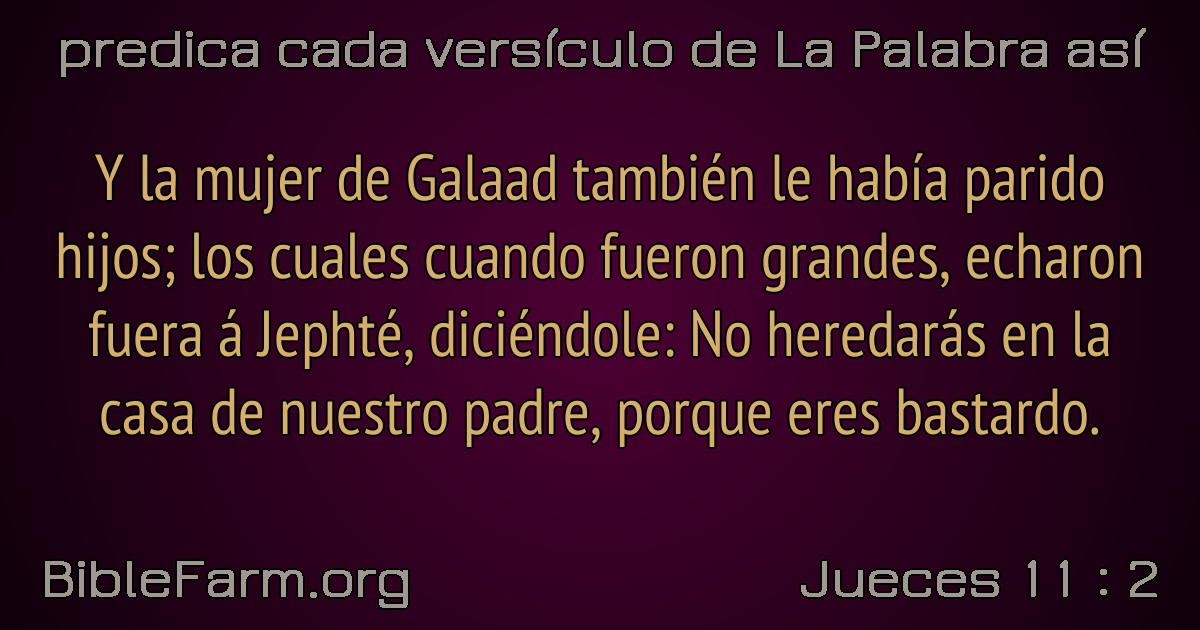 predica cada versículo de La Palabra así
Y la mujer de Galaad también le había parido
hijos; los cuales cuando fueron grandes, echaron
fuera á Jephté, diciéndole: No heredarás en la
casa de nuestro padre, porque eres bastardo.
BibleFarm.org
Jueces 11 : 2